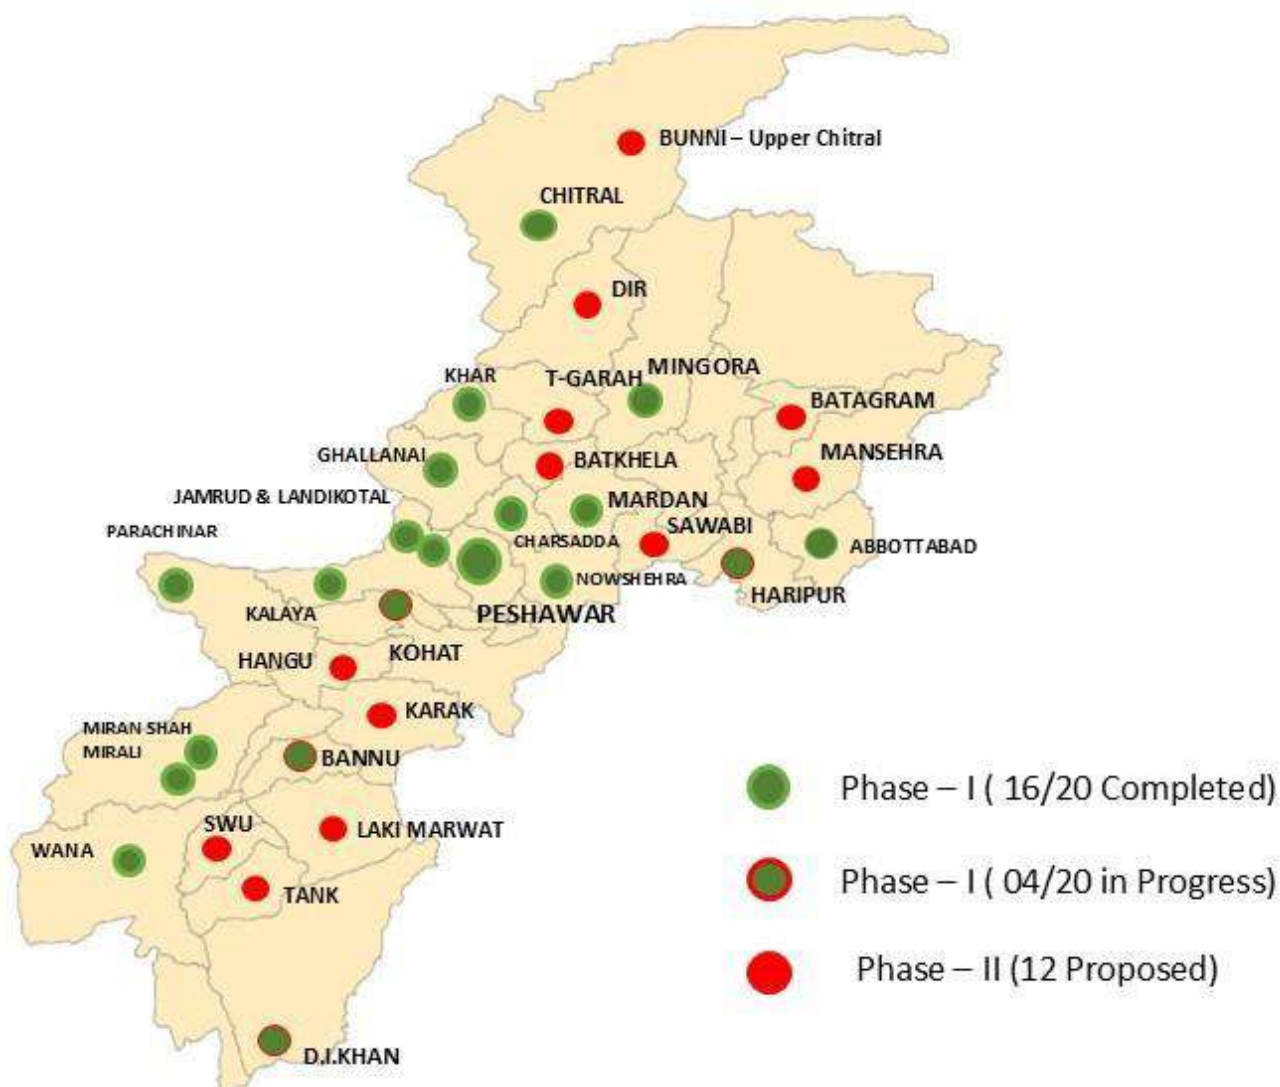 BUNNI – Upper Chitral
CHITRAL
DIR
MINGORA
KHAR
T-GARAH
BATAGRAM
GHALLANAI
BATKHELA
MANSEHRA
JAMRUD & LANDIKOTAL
MARDAN
PARACHINAR
SAWABI
CHARSADDA
ABBOTTABAD
NOWSHEHRA
HARIPUR
KALAYA
PESHAWAR
HANGU
KOHAT
KARAK
MIRAN SHAH
MIRALI
BANNU
Phase – I ( 16/20 Completed)
SWU
LAKI MARWAT
WANA
TANK
Phase – I ( 04/20 in Progress)
Phase – II (12 Proposed)
D.I.KHAN